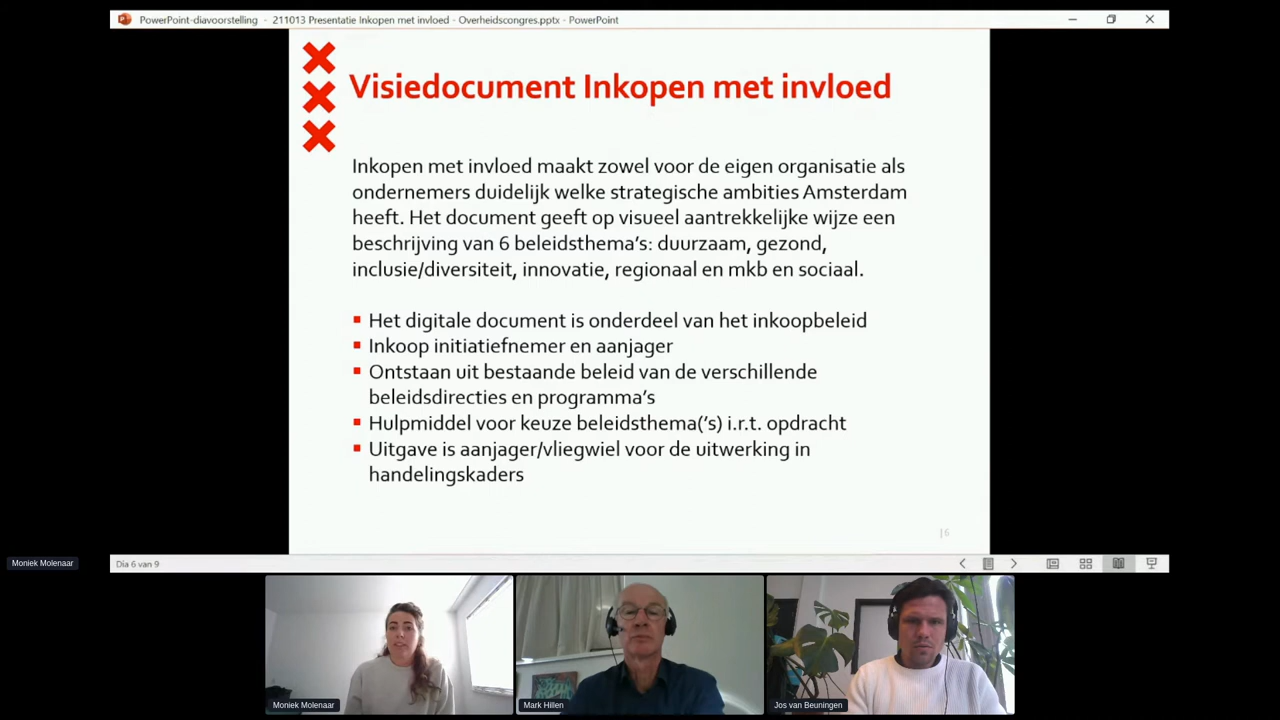 PowerPoint-diavoorstelling - 211013 Presentatie Inkopen met invloed - Overheidscongres.pptx - PowerPoint
Visiedocument Inkopen met invloed
Inkopen met invloed maakt zowel voor de eigen organisatie als
ondernemers duidelijk welke strategische ambities Amsterdam
heeft. Het document geeft op visueel aantrekkelijke wijze een
beschrijving van 6 beleidsthema’s: duurzaam, gezond,
inclusie/diversiteit, innovatie, regionaal en mkb en sociaal.
Het digitale document is onderdeel van het inkoopbeleid
Inkoop initiatiefnemer en aanjager
Ontstaan uit bestaande beleid van de verschillende
beleidsdirecties en programma’s
Hulpmiddel voor keuze beleidsthema(’s) i.r.t. opdracht
Uitgave is aanjager/vliegwiel voor de uitwerking in
handelingskaders
|6
Moniek Molenaar
Dia 6 van 9
Moniek Molenaar
Mark Hillen
Jos van Beuningen